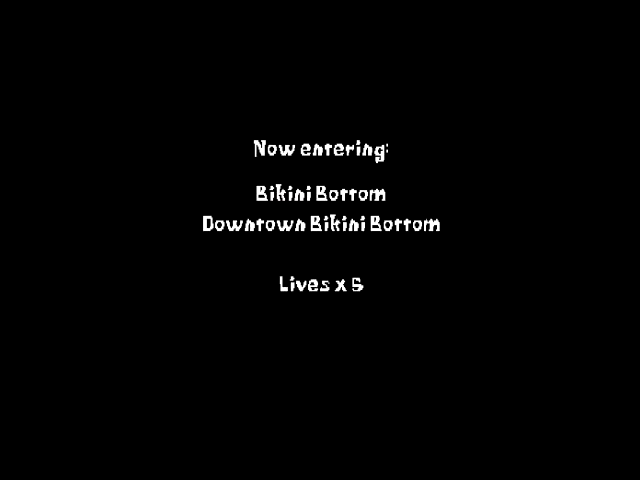 Now entering:
Bikini Bottom
Downtown Bikini Bottom
Lives x 5